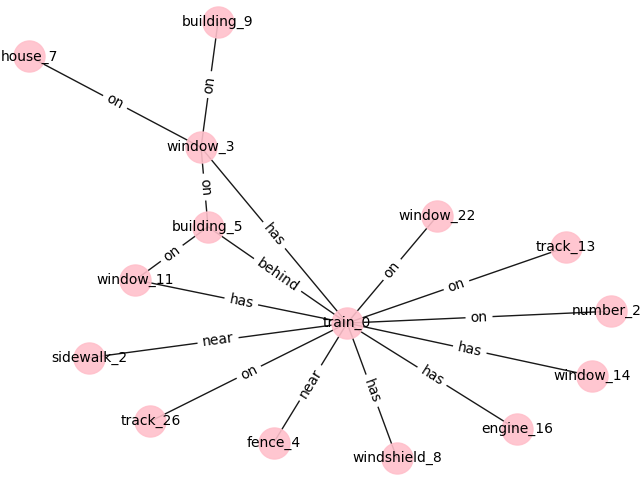 building_9
house_7
on
on
window_3
on
building_5
has
window_22
on
behind
on
track_13
window_11
has
on
on
number_2
train_0
near
has
sidewalk_2
on
near
has
has
window_14
track_26
fence_4
windshield_8
engine_16